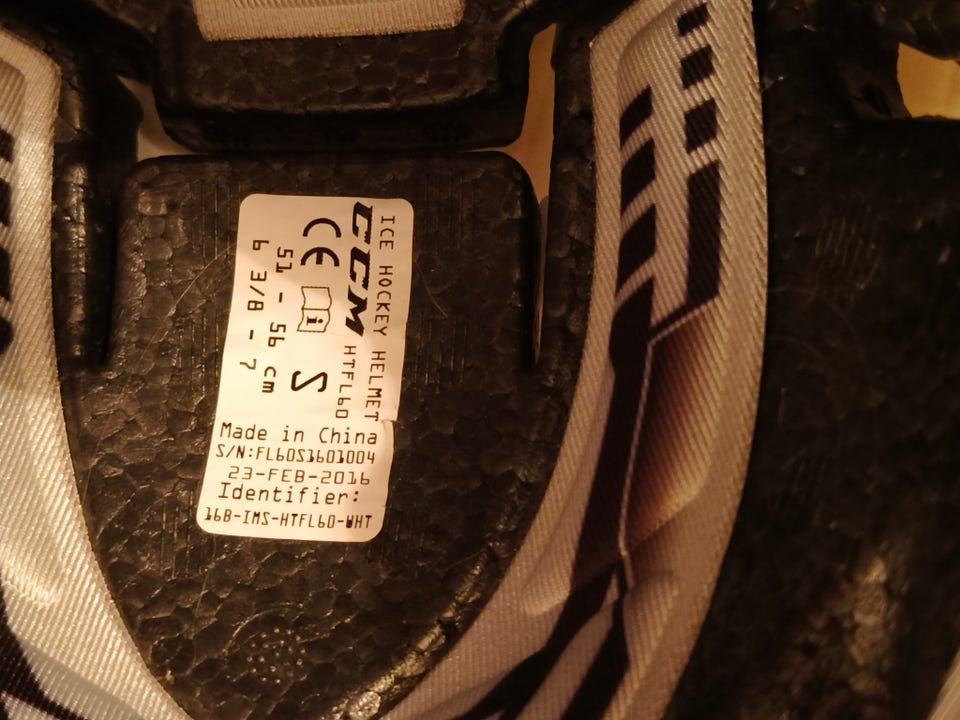 ICE HOCKEY HELMET
CCM HTFL60
CE i S
51 - 56 cm
6 3/8 - 7
Made in China
S/N:FL60S1601004
23-FEB-2016
Identifier:
16B-IMS-HTFL60-WHT